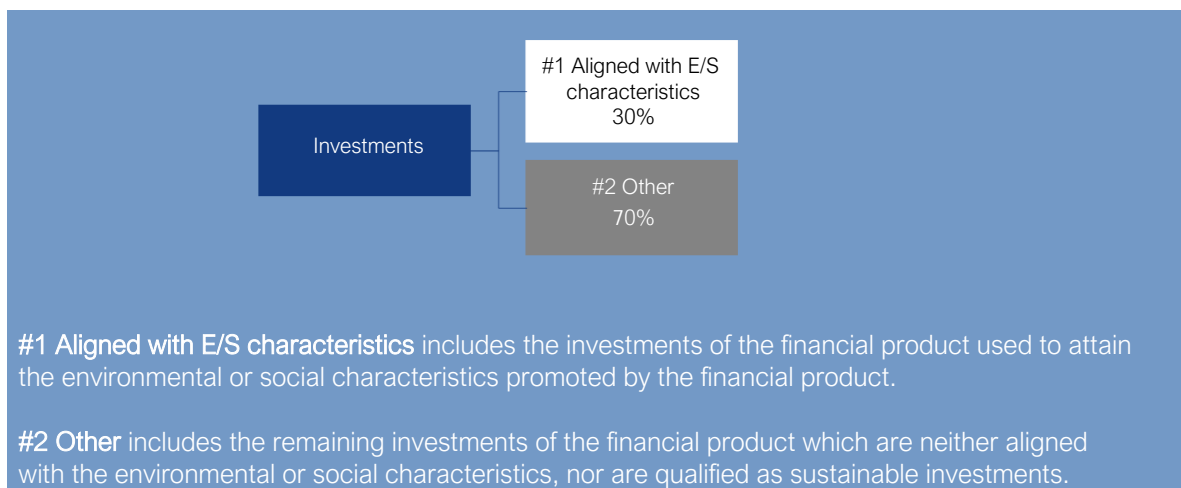 #1 Aligned with E/S
characteristics
30%
Investments
#2 Other
70%
#1 Aligned with E/S characteristics includes the investments of the financial product used to attain
the environmental or social characteristics promoted by the financial product.
#2 Other includes the remaining investments of the financial product which are neither aligned
with the environmental or social characteristics, nor are qualified as sustainable investments.